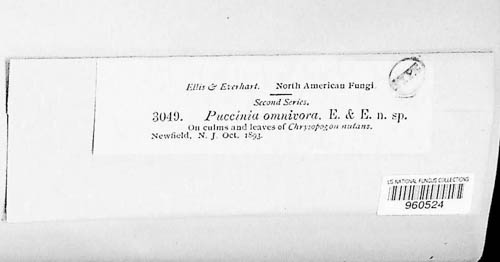 Ellis & Everhart. North American Fungi
Second Series.
3049. Puccinia omnivora, E. & E. n. sp.
On culms and leaves of Chrysopogon nutans.
Newfield, N. J. Oct. 1893.
US NATIONAL FUNGUS COLLECTIONS
960524